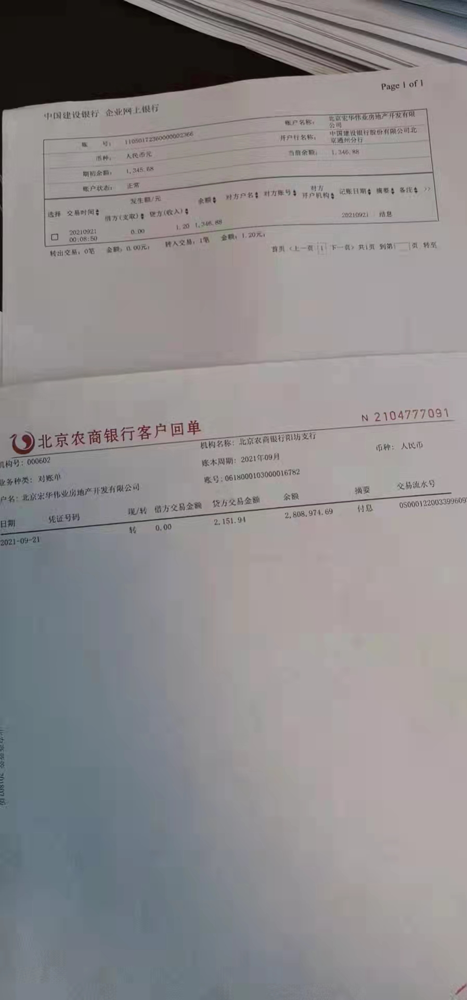 Page 1 of 1
中国建设银行 企业网上银行
账 号： 11050172360000002366 账户名称： 北京宏华伟业房地产开发有限公司
币种： 人民币元 开户行名称： 中国建设银行股份有限公司北京通州分行
期初余额： 1,345.68 当前余额： 1,346.88
账户状态： 正常
选择 交易时间 发生额/元 借方(支取) 贷方(收入) 余额 对方户名 对方账号 对方开户机构 记账日期 摘要 备注 >>
20210921 00:08:50 0.00 1.20 1,346.88 20210921 结息
转出交易：0笔 金额：0.00元； 转入交易：1笔 金额：1.20元；
首页 〈上一页 1 下一页〉 共1页 到第 页 转至
北京农商银行客户回单 N 2104777091
机构号：000602 机构名称：北京农商银行阳坊支行 币种：人民币
业务种类：对账单 账本周期：2021年09月
户名：北京宏华伟业房地产开发有限公司 账号：0618000103000016782
日期 凭证号码 现/转 借方交易金额 贷方交易金额 余额 摘要 交易流水号
2021-09-21 转 0.00 2,151.94 2,808,974.69 付息 0S000122003399609